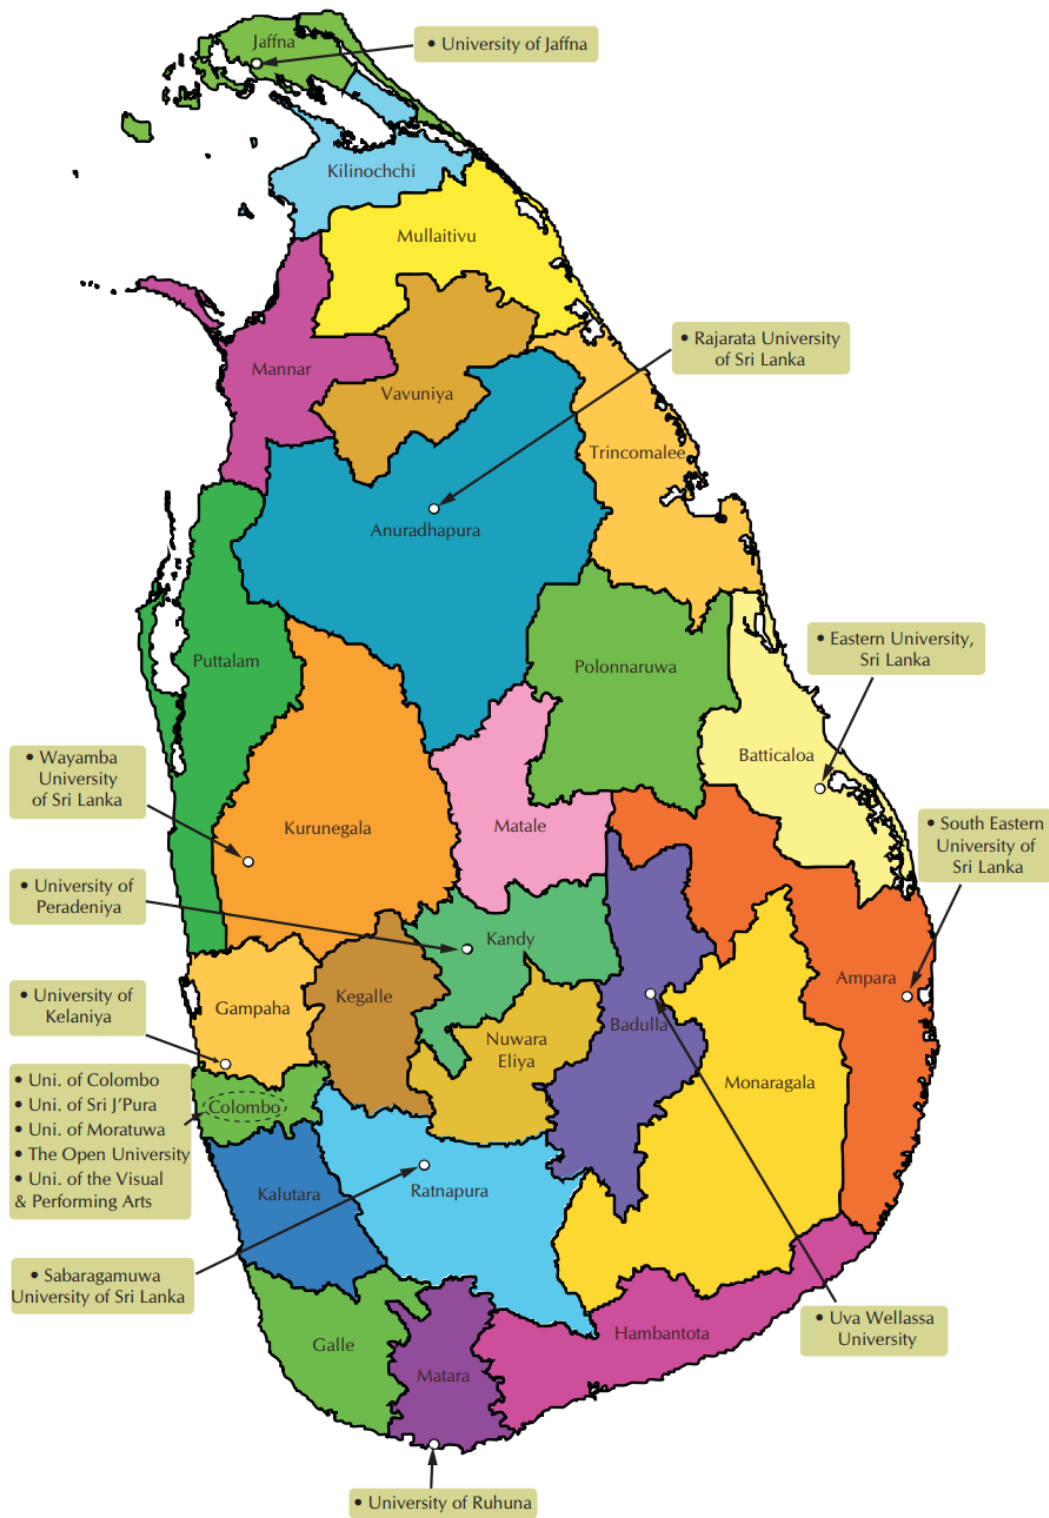 Jaffna
• University of Jaffna
Kilinochchi
Mullaitivu
• Rajarata University
of Sri Lanka
Mannar
Vavuniya
Trincomalee
Anuradhapura
• Eastern University,
Sri Lanka
Puttalam
Polonnaruwa
• Wayamba
University
of Sri Lanka
Batticaloa
Kurunegala
Matale
• South Eastern
University of
Sri Lanka
• University of
Peradeniya
Kandy
Ampara
• University of
Kelaniya
Gampaha
Kegalle
Badulla
Nuwara
Eliya
Monaragala
• Uni. of Colombo
• Uni. of Sri J'Pura
• Uni. of Moratuwa
• The Open University
• Uni. of the Visual
& Performing Arts
Colombo
Kalutara
Ratnapura
• Sabaragamuwa
University of Sri Lanka
• Uva Wellassa
University
Galle
Hambantota
Matara
• University of Ruhuna